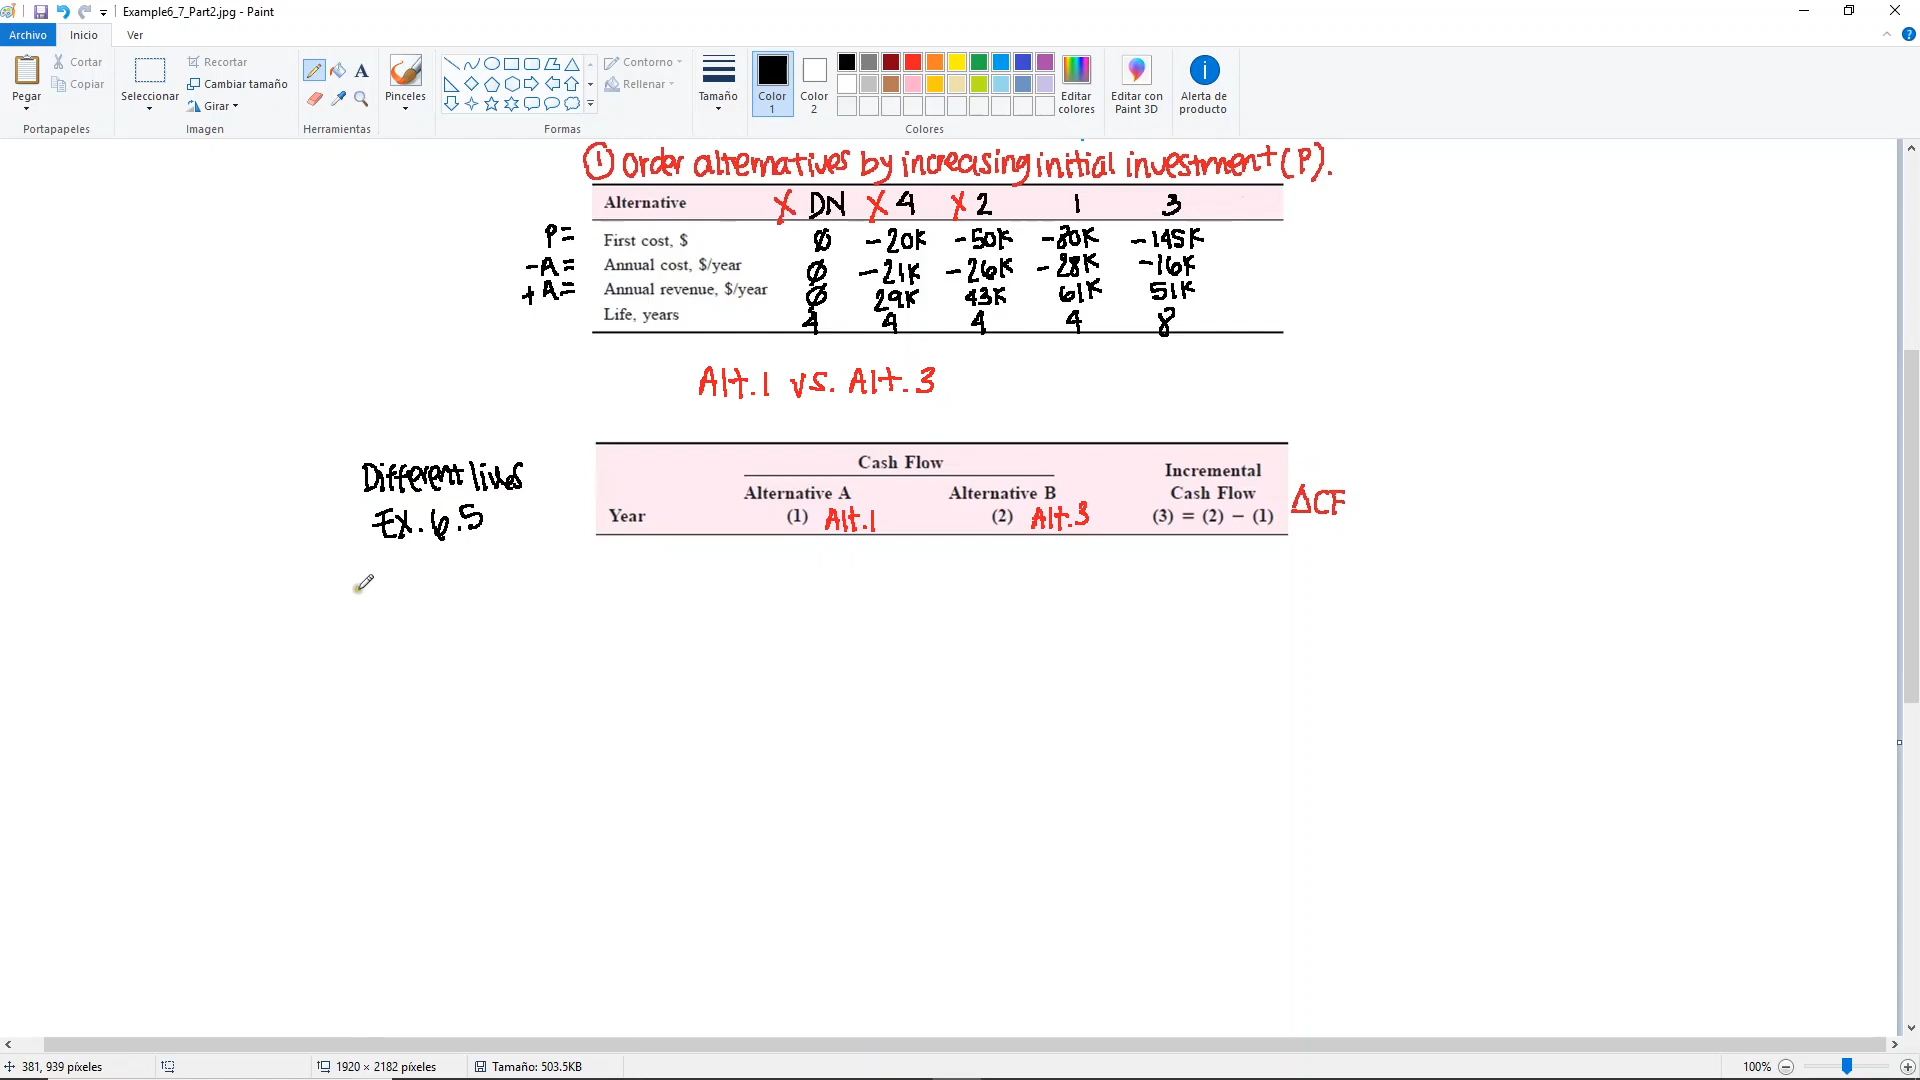 Example6_7_Part2.jpg - Paint
Archivo Inicio Ver
Pegar
Cortar
Copiar
Portapapeles
Seleccionar
Recortar
Cambiar tamaño
Girar
Imagen
Herramientas
Pinceles
Contorno
Rellenar
Formas
Tamaño
Color 1
Color 2
Editar colores
Colores
Editar con Paint 3D
Alerta de producto
① Order alternatives by increasing initial investment (P).
Alternative X DN X 4 X 2 1 3
P= First cost, $ Ø -20K -50K -80K -145K
-A= Annual cost, $/year Ø -21K -26K -28K -16K
+A= Annual revenue, $/year Ø 29K 43K 61K 51K
Life, years 4 4 4 4 8
Alt. 1 vs. Alt. 3
Different lives
Ex. 6.5
Cash Flow
Alternative A Alternative B
Year (1) Alt. 1 (2) Alt. 3
Incremental
Cash Flow
(3) = (2) − (1) ΔCF
381, 939 píxeles 1920 × 2182 píxeles Tamaño: 503.5KB 100%